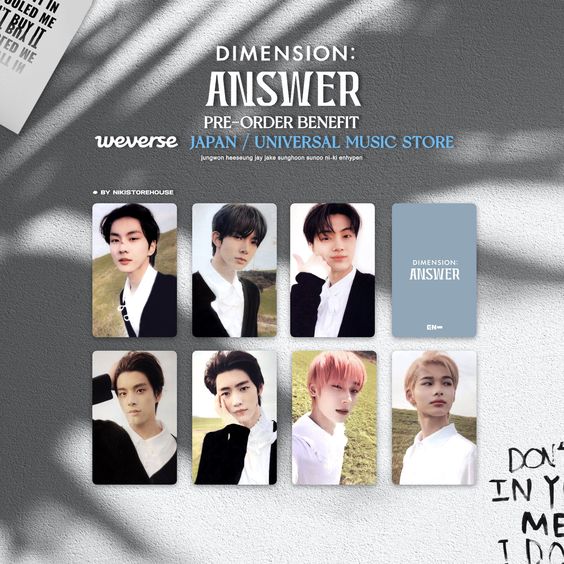 DIMENSION:
ANSWER
PRE-ORDER BENEFIT
weverse JAPAN / UNIVERSAL MUSIC STORE
jungwon heeseung jay jake sunghoon sunoo ni-ki enhypen
BY NIKISTOREHOUSE
DIMENSION:
ANSWER
EN-
DON'T
IN YO
ME
I DO